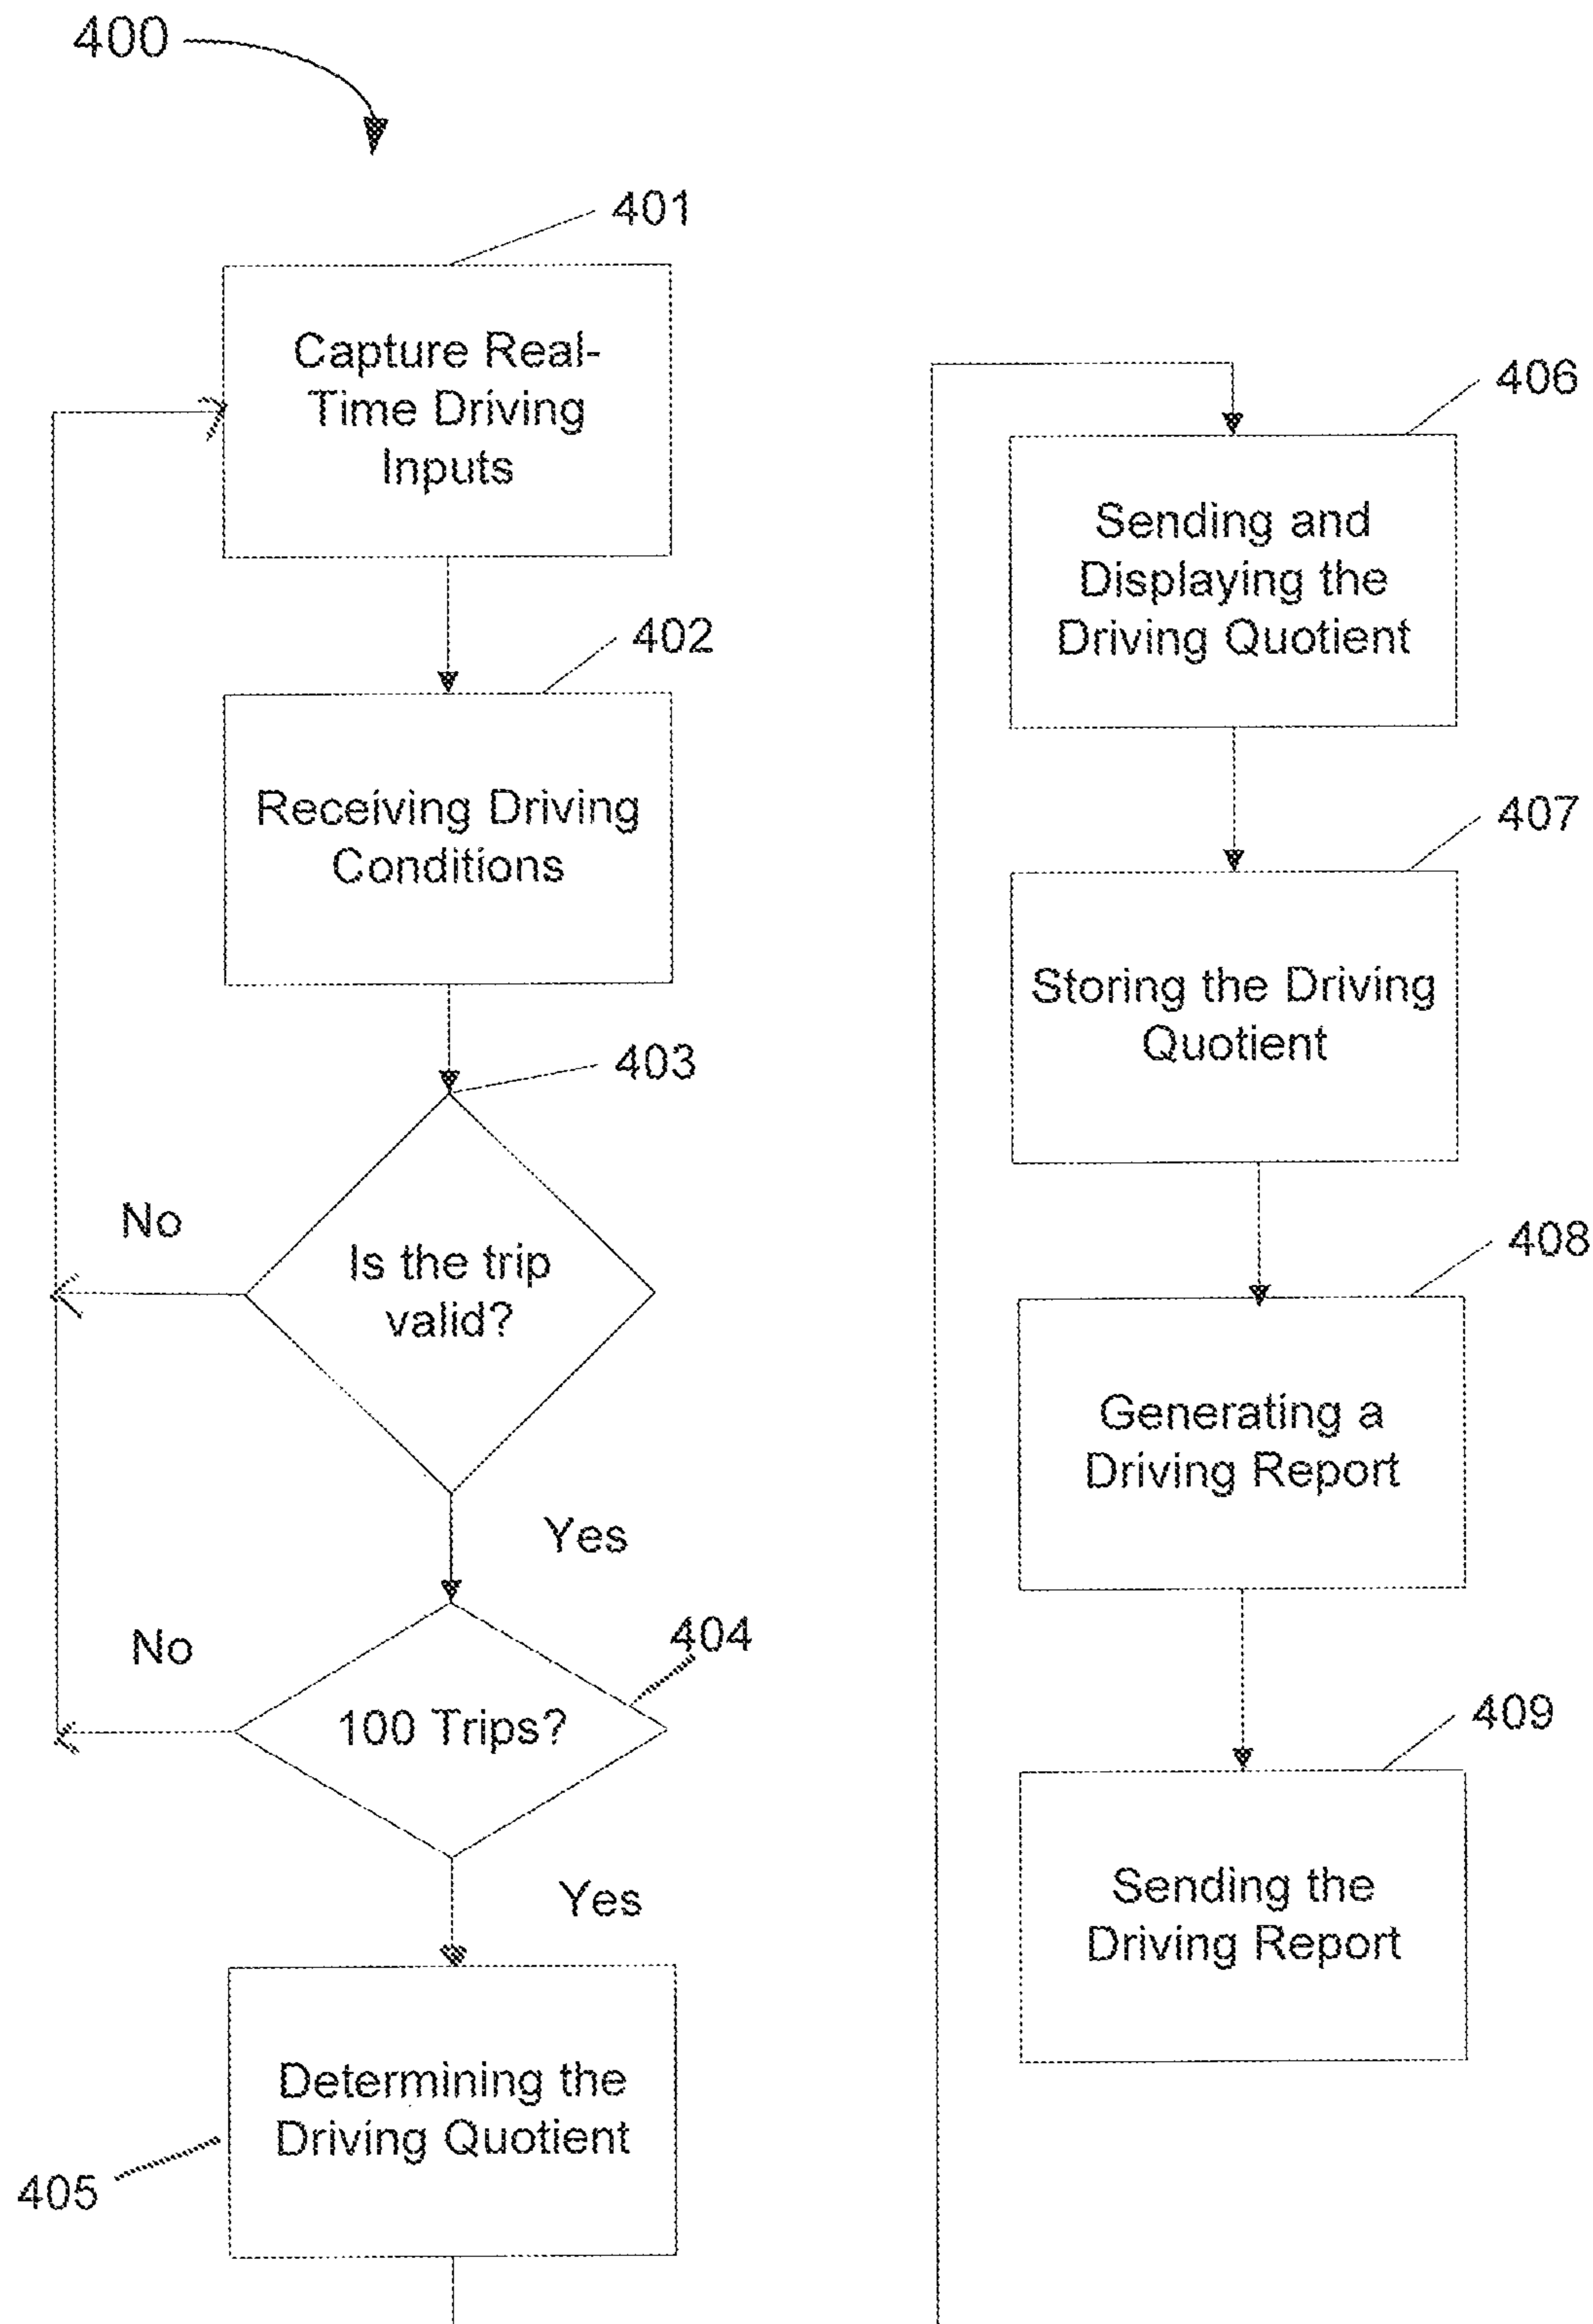 400
401
Capture Real-
Time Driving
Inputs
402
Receiving Driving
Conditions
403
No
Is the trip
valid?
Yes
No
404
100 Trips?
Yes
Determining the
Driving Quotient
405
406
Sending and
Displaying the
Driving Quotient
407
Storing the Driving
Quotient
408
Generating a
Driving Report
409
Sending the
Driving Report